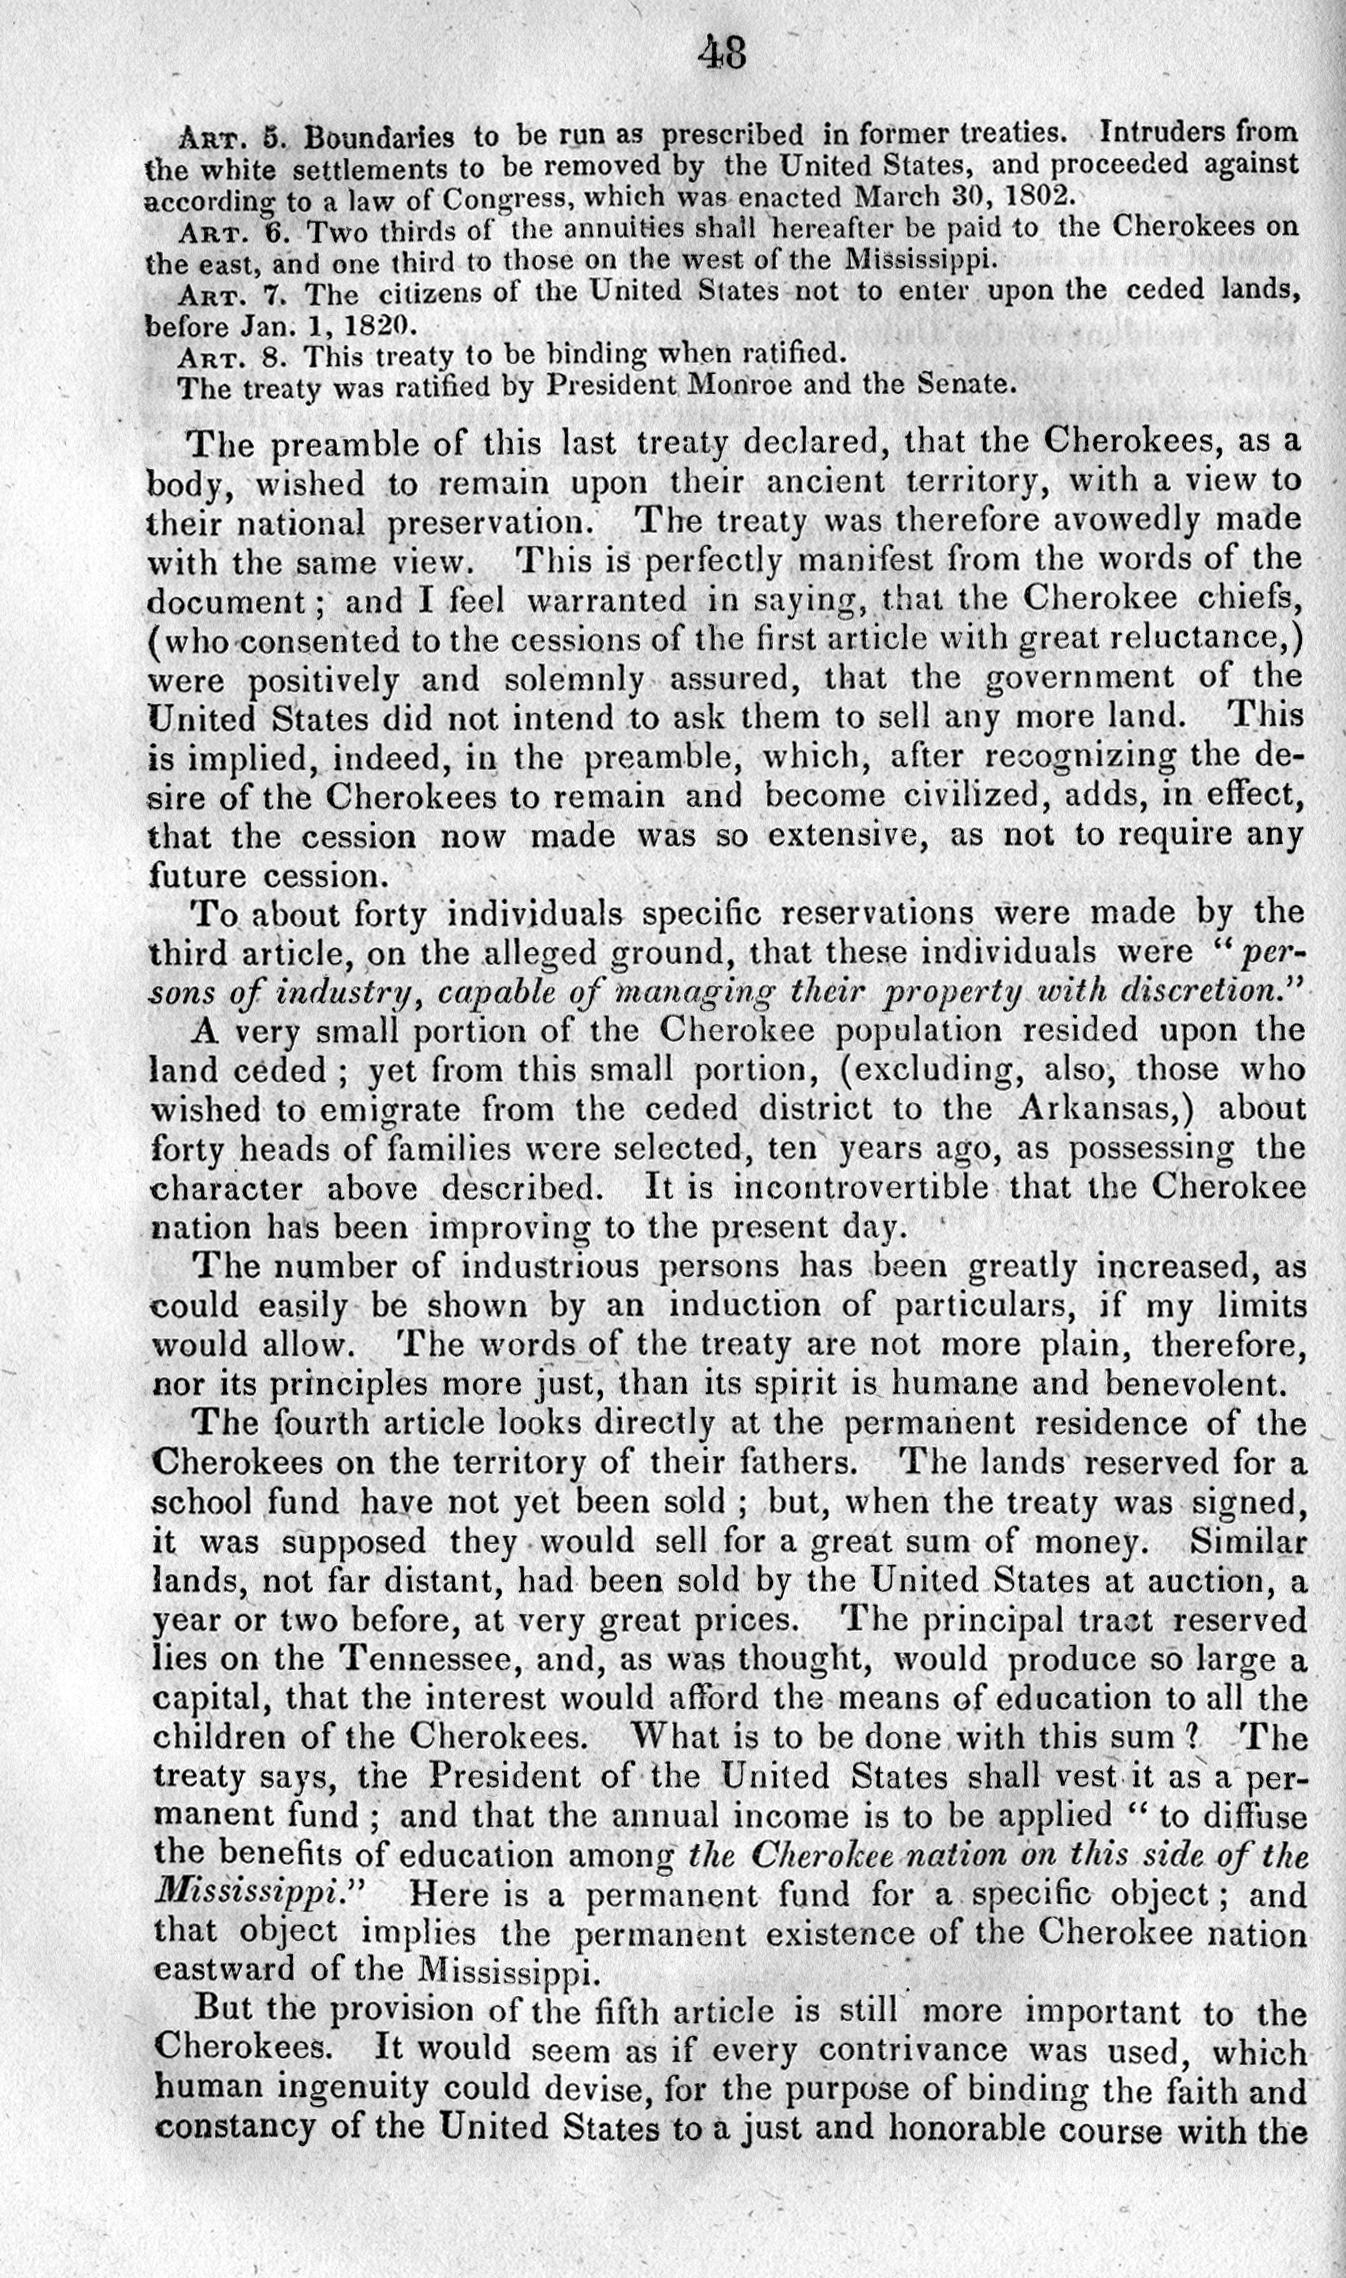 48
ART. 5. Boundaries to be run as prescribed in former treaties. Intruders from
the white settlements to be removed by the United States, and proceeded against
according to a law of Congress, which was enacted March 30, 1802.
ART. 6. Two thirds of the annuities shall hereafter be paid to the Cherokees on
the east, and one third to those on the west of the Mississippi.
ART. 7. The citizens of the United States not to enter upon the ceded lands,
before Jan. 1, 1820.
ART. 8. This treaty to be binding when ratified.
The treaty was ratified by President Monroe and the Senate.
The preamble of this last treaty declared, that the Cherokees, as a
body, wished to remain upon their ancient territory, with a view to
their national preservation. The treaty was therefore avowedly made
with the same view. This is perfectly manifest from the words of the
document; and I feel warranted in saying, that the Cherokee chiefs,
(who consented to the cessions of the first article with great reluctance,)
were positively and solemnly assured, that the government of the
United States did not intend to ask them to sell any more land. This
is implied, indeed, in the preamble, which, after recognizing the de-
sire of the Cherokees to remain and become civilized, adds, in effect,
that the cession now made was so extensive, as not to require any
future cession.
To about forty individuals specific reservations were made by the
third article, on the alleged ground, that these individuals were “per-
sons of industry, capable of managing their property with discretion.”
A very small portion of the Cherokee population resided upon the
land ceded; yet from this small portion, (excluding, also, those who
wished to emigrate from the ceded district to the Arkansas,) about
forty heads of families were selected, ten years ago, as possessing the
character above described. It is incontrovertible that the Cherokee
nation has been improving to the present day.
The number of industrious persons has been greatly increased, as
could easily be shown by an induction of particulars, if my limits
would allow. The words of the treaty are not more plain, therefore,
nor its principles more just, than its spirit is humane and benevolent.
The fourth article looks directly at the permanent residence of the
Cherokees on the territory of their fathers. The lands reserved for a
school fund have not yet been sold; but, when the treaty was signed,
it was supposed they would sell for a great sum of money. Similar
lands, not far distant, had been sold by the United States at auction, a
year or two before, at very great prices. The principal tract reserved
lies on the Tennessee, and, as was thought, would produce so large a
capital, that the interest would afford the means of education to all the
children of the Cherokees. What is to be done with this sum? The
treaty says, the President of the United States shall vest it as a per-
manent fund; and that the annual income is to be applied “to diffuse
the benefits of education among the Cherokee nation on this side of the
Mississippi.” Here is a permanent fund for a specific object; and
that object implies the permanent existence of the Cherokee nation
eastward of the Mississippi.
But the provision of the fifth article is still more important to the
Cherokees. It would seem as if every contrivance was used, which
human ingenuity could devise, for the purpose of binding the faith and
constancy of the United States to a just and honorable course with the